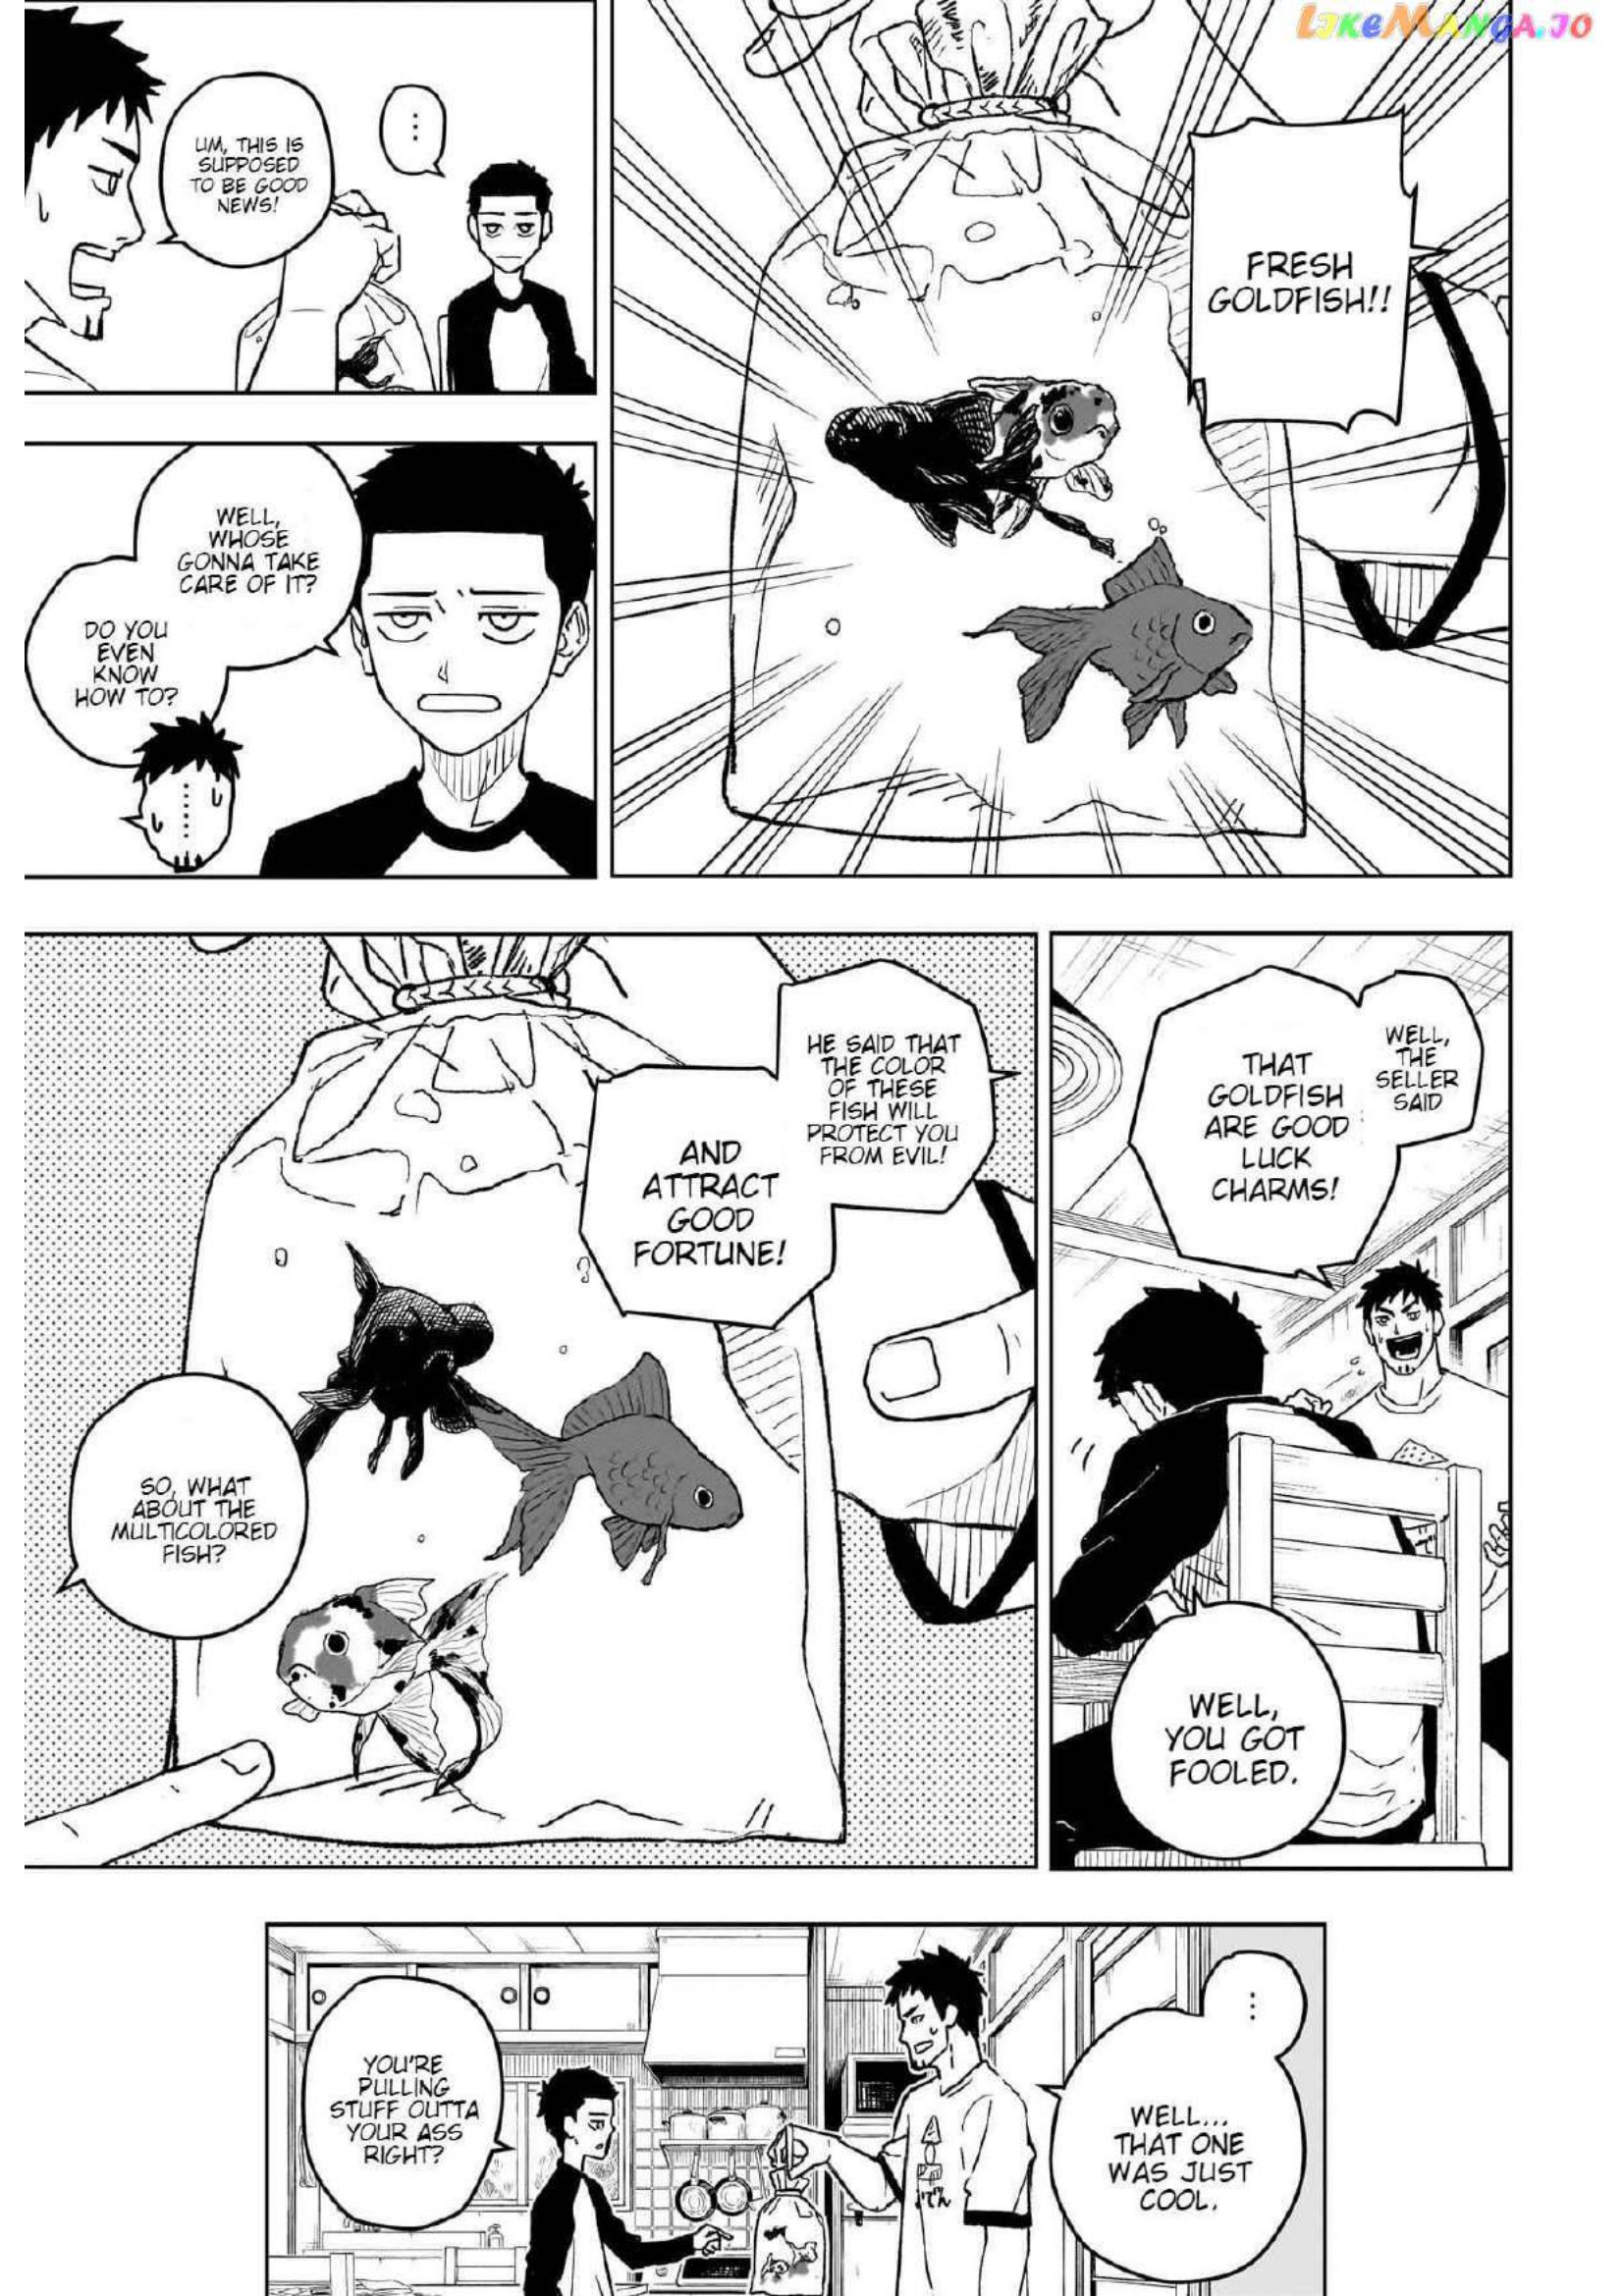 LIKEMANGA.IO
FRESH
GOLDFISH!!
...
UM, THIS IS
SUPPOSED
TO BE GOOD
NEWS!
WELL,
WHOSE
GONNA TAKE
CARE OF IT?
DO YOU
EVEN
KNOW
HOW TO?
......
WELL,
THE
SELLER
SAID
THAT
GOLDFISH
ARE GOOD
LUCK
CHARMS!
WELL,
YOU GOT
FOOLED.
HE SAID THAT
THE COLOR
OF THESE
FISH WILL
PROTECT YOU
FROM EVIL!
AND
ATTRACT
GOOD
FORTUNE!
SO, WHAT
ABOUT THE
MULTICOLORED
FISH?
...
WELL...
THAT ONE
WAS JUST
COOL.
おでん
YOU'RE
PULLING
STUFF OUTTA
YOUR ASS
RIGHT?